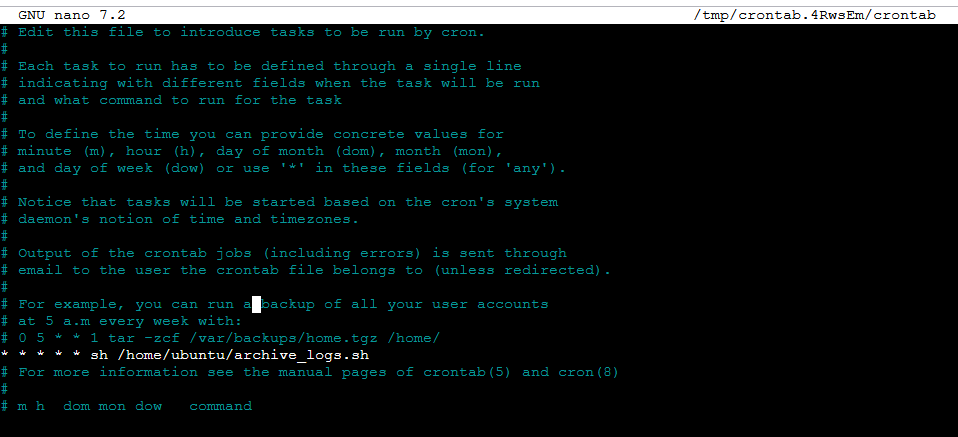 GNU nano 7.2 /tmp/crontab.4RwsEm/crontab
# Edit this file to introduce tasks to be run by cron.
#
# Each task to run has to be defined through a single line
# indicating with different fields when the task will be run
# and what command to run for the task
#
# To define the time you can provide concrete values for
# minute (m), hour (h), day of month (dom), month (mon),
# and day of week (dow) or use '*' in these fields (for 'any').
#
# Notice that tasks will be started based on the cron's system
# daemon's notion of time and timezones.
#
# Output of the crontab jobs (including errors) is sent through
# email to the user the crontab file belongs to (unless redirected).
#
# For example, you can run a backup of all your user accounts
# at 5 a.m every week with:
# 0 5 * * 1 tar -zcf /var/backups/home.tgz /home/
* * * * * sh /home/ubuntu/archive_logs.sh
# For more information see the manual pages of crontab(5) and cron(8)
#
# m h  dom mon dow   command